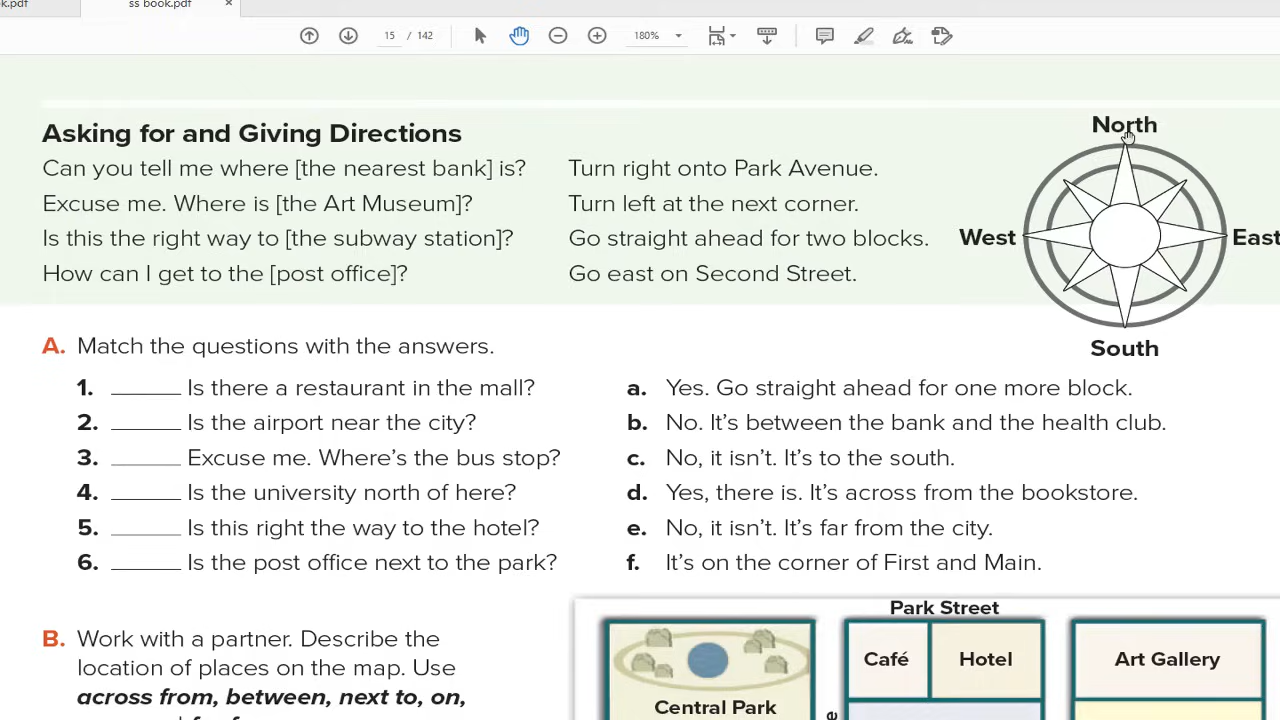 k.pdf
ss book.pdf ×
15 / 142 180%
Asking for and Giving Directions
Can you tell me where [the nearest bank] is?
Excuse me. Where is [the Art Museum]?
Is this the right way to [the subway station]?
How can I get to the [post office]?
Turn right onto Park Avenue.
Turn left at the next corner.
Go straight ahead for two blocks.
Go east on Second Street.
North
West
East
South
A. Match the questions with the answers.
1. ______ Is there a restaurant in the mall?
2. ______ Is the airport near the city?
3. ______ Excuse me. Where's the bus stop?
4. ______ Is the university north of here?
5. ______ Is this right the way to the hotel?
6. ______ Is the post office next to the park?
a. Yes. Go straight ahead for one more block.
b. No. It's between the bank and the health club.
c. No, it isn't. It's to the south.
d. Yes, there is. It's across from the bookstore.
e. No, it isn't. It's far from the city.
f. It's on the corner of First and Main.
B. Work with a partner. Describe the
location of places on the map. Use
across from, between, next to, on,
Park Street
Café
Hotel
Art Gallery
Central Park